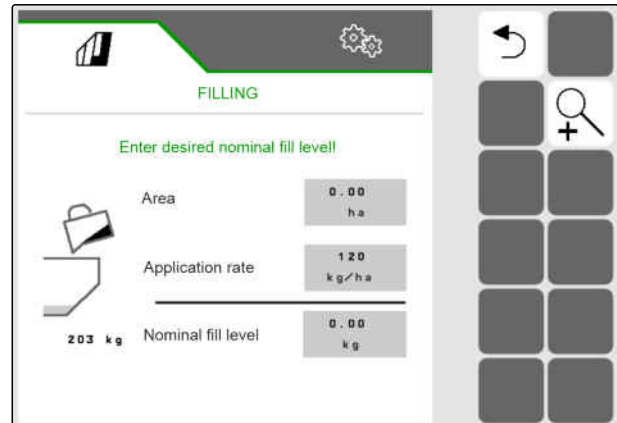 FILLING
Enter desired nominal fill level!
Area
0.00
ha
Application rate
120
kg/ha
203 kg
Nominal fill level
0.00
kg